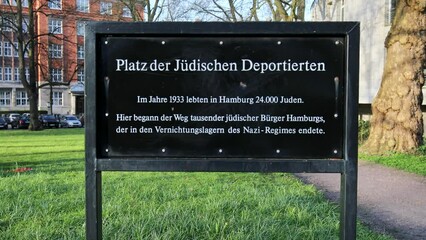 Platz der Jüdischen Deportierten
Im Jahre 1933 lebten in Hamburg 24.000 Juden.
Hier begann der Weg tausender jüdischer Bürger Hamburgs,
der in den Vernichtungslagern des Nazi-Regimes endete.